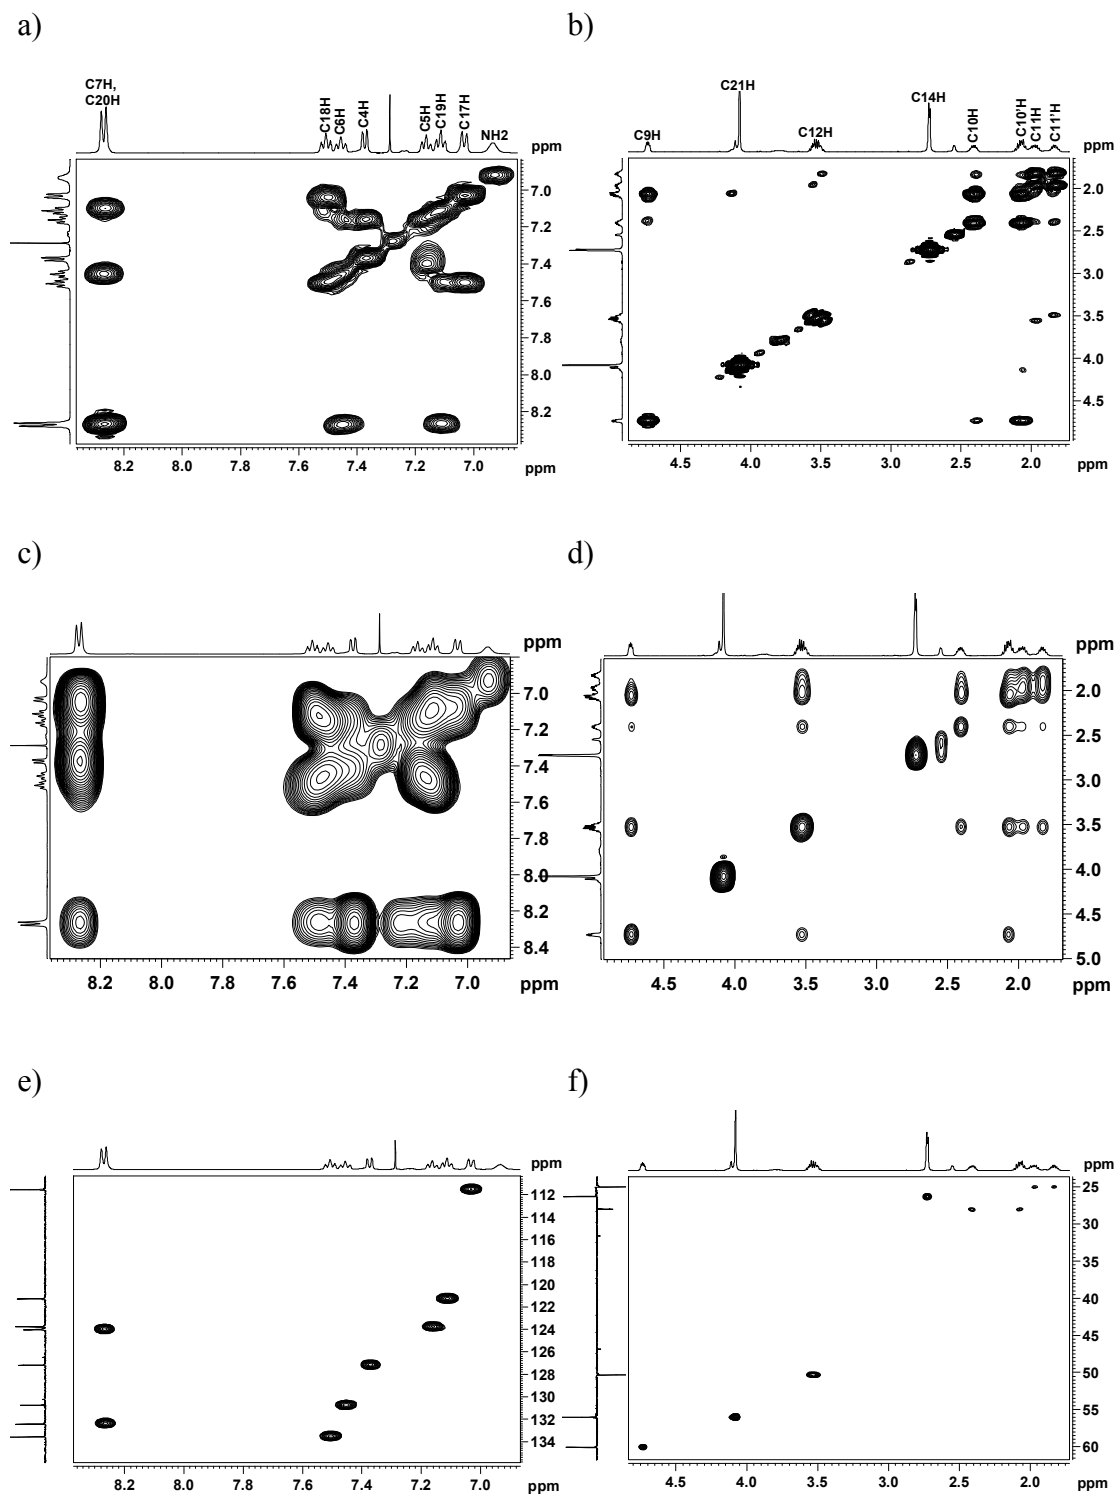 a)
b)
C7H,
C20H
C18H
C6H
C4H
C5H
C19H
C17H
NH2
ppm
7.0
7.2
7.4
7.6
7.8
8.0
8.2
8.2 8.0 7.8 7.6 7.4 7.2 7.0
ppm
C9H
C21H
C12H
C14H
C10H
C10'H
C11H
C11'H
ppm
2.0
2.5
3.0
3.5
4.0
4.5
4.5 4.0 3.5 3.0 2.5 2.0
ppm
c)
d)
ppm
7.0
7.2
7.4
7.6
7.8
8.0
8.2
8.4
8.2 8.0 7.8 7.6 7.4 7.2 7.0
ppm
ppm
2.0
2.5
3.0
3.5
4.0
4.5
5.0
4.5 4.0 3.5 3.0 2.5 2.0
ppm
e)
f)
ppm
112
114
116
118
120
122
124
126
128
130
132
134
8.2 8.0 7.8 7.6 7.4 7.2 7.0
ppm
ppm
25
30
35
40
45
50
55
60
4.5 4.0 3.5 3.0 2.5 2.0
ppm